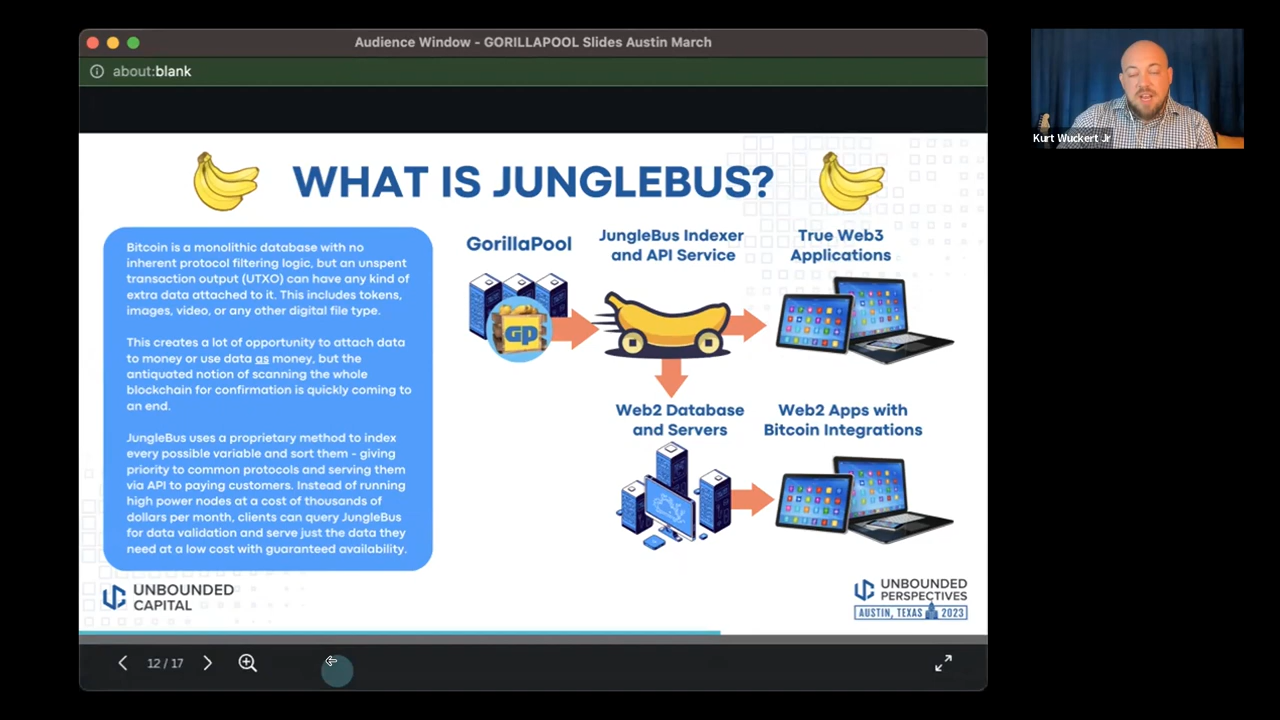 Audience Window - GORILLAPOOL Slides Austin March
about:blank
WHAT IS JUNGLEBUS?
Bitcoin is a monolithic database with no
inherent protocol filtering logic, but an unspent
transaction output (UTXO) can have any kind of
extra data attached to it. This includes tokens,
images, video, or any other digital file type.
This creates a lot of opportunity to attach data
to money or use data as money, but the
antiquated notion of scanning the whole
blockchain for confirmation is quickly coming to
an end.
JungleBus uses a proprietary method to index
every possible variable and sort them - giving
priority to common protocols and serving them
via API to paying customers. Instead of running
high power nodes at a cost of thousands of
dollars per month, clients can query JungleBus
for data validation and serve just the data they
need at a low cost with guaranteed availability.
GorillaPool
GP
JungleBus Indexer
and API Service
True Web3
Applications
Web2 Database
and Servers
Web2 Apps with
Bitcoin Integrations
UNBOUNDED
CAPITAL
UNBOUNDED
PERSPECTIVES
AUSTIN, TEXAS 2023
12 / 17
Kurt Wuckert Jr